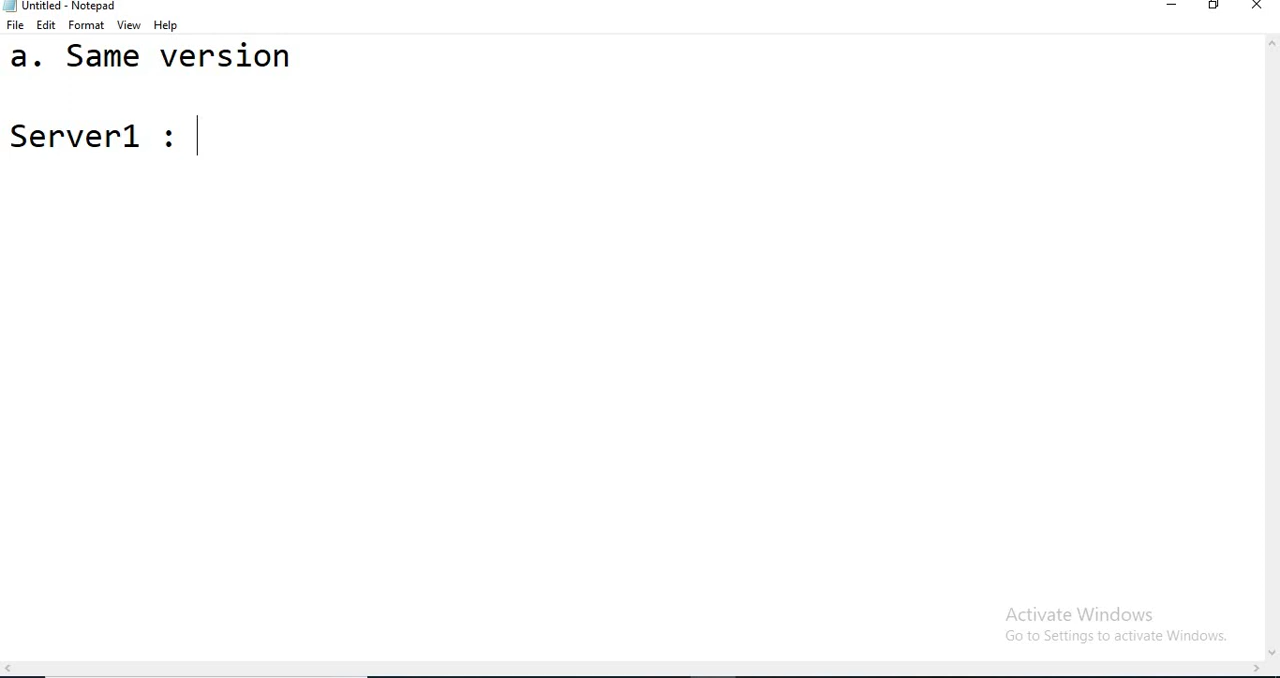 Untitled - Notepad
File Edit Format View Help
a. Same version
Server1 :
Activate Windows
Go to Settings to activate Windows.